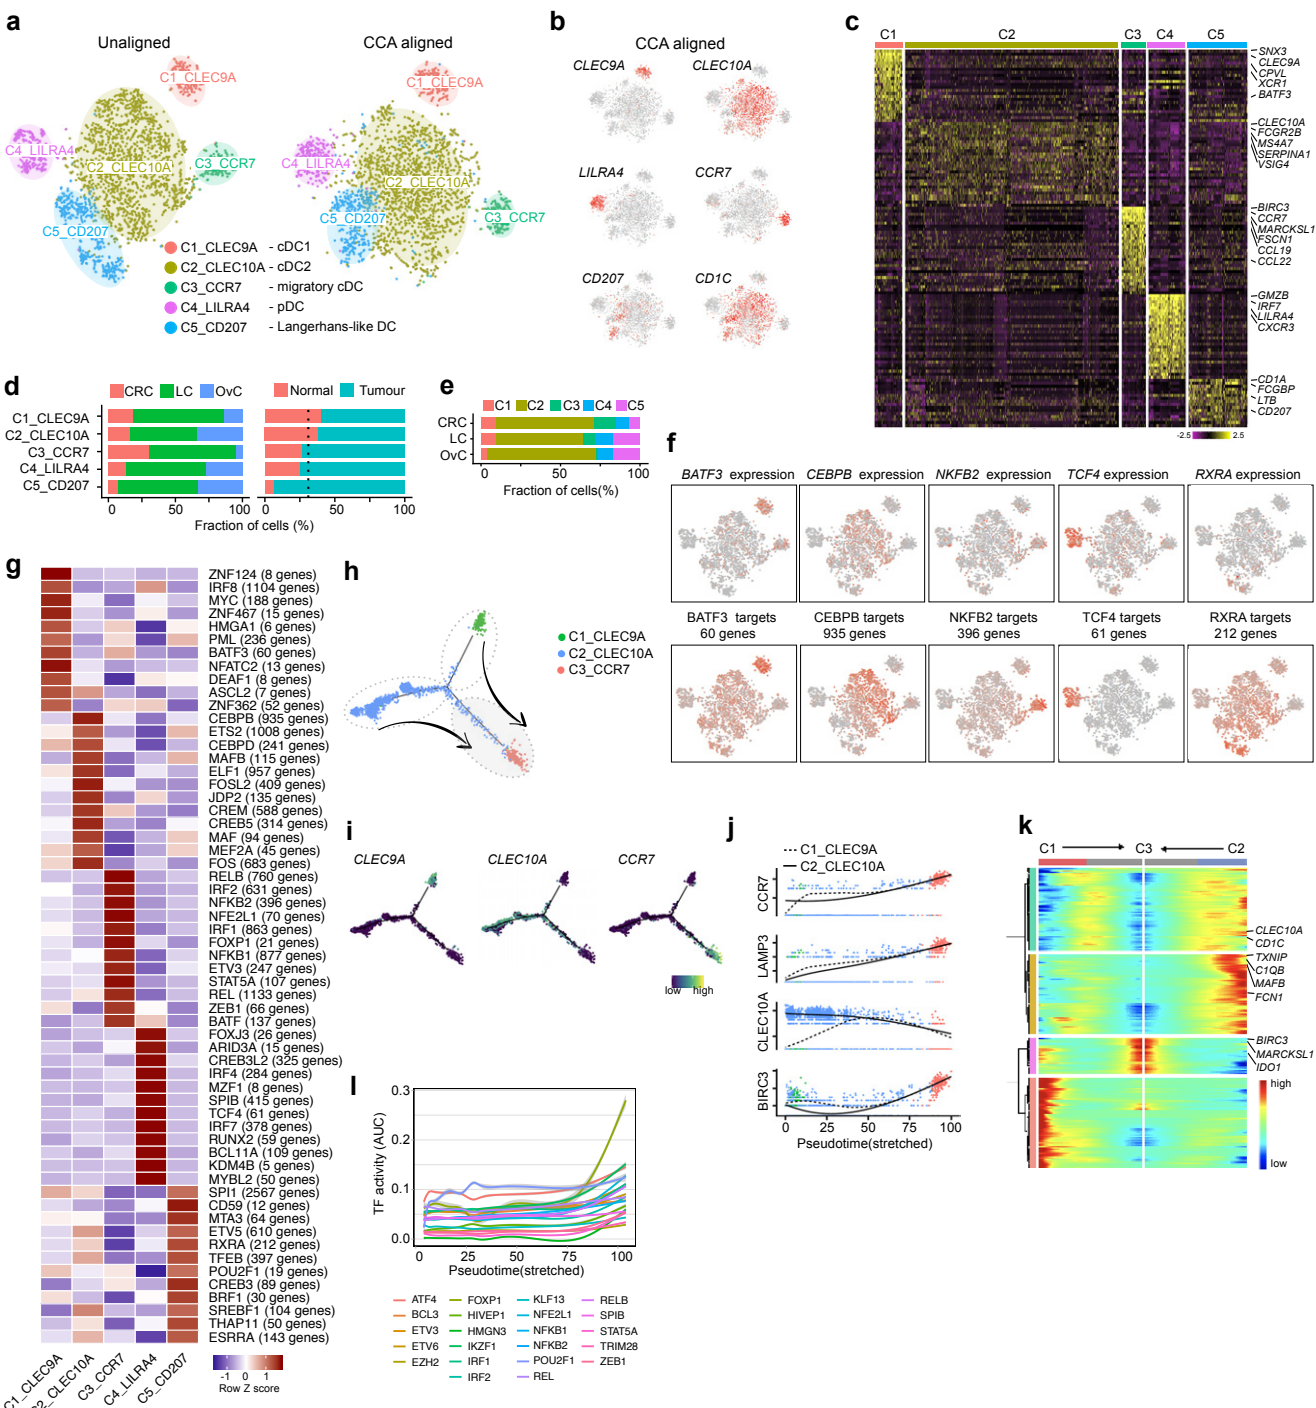 a
Unaligned
CCA aligned
C1_CLEC9A
C4_LILRA4
C2_CLEC10A
C3_CCR7
C5_CD207
C1_CLEC9A
C4_LILRA4
C2_CLEC10A
C5_CD207
C3_CCR7
C1_CLEC9A - cDC1
C2_CLEC10A - cDC2
C3_CCR7 - migratory cDC
C4_LILRA4 - pDC
C5_CD207 - Langerhans-like DC
b
CCA aligned
CLEC9A CLEC10A
LILRA4 CCR7
CD207 CD1C
c
C1 C2 C3 C4 C5
SNX3
CLEC9A
CPVL
XCR1
BATF3
CLEC10A
FCGR2B
MS4A7
SERPINA1
VSIG4
BIRC3
CCR7
MARCKSL1
FSCN1
CCL19
CCL22
GMZB
IRF7
LILRA4
CXCR3
CD1A
FCGBP
LTB
CD207
-2.5 2.5
d
CRC LC OvC
Normal Tumour
C1_CLEC9A
C2_CLEC10A
C3_CCR7
C4_LILRA4
C5_CD207
0 50 100
0 50 100
Fraction of cells (%)
e
C1 C2 C3 C4 C5
CRC
LC
OvC
0 50 100
Fraction of cells(%)
f
BATF3 expression
CEBPB expression
NKFB2 expression
TCF4 expression
RXRA expression
BATF3 targets
60 genes
CEBPB targets
935 genes
NKFB2 targets
396 genes
TCF4 targets
61 genes
RXRA targets
212 genes
g
ZNF124 (8 genes)
IRF8 (1104 genes)
MYC (188 genes)
ZNF467 (15 genes)
HMGA1 (6 genes)
PML (236 genes)
BATF3 (60 genes)
NFATC2 (13 genes)
DEAF1 (8 genes)
ASCL2 (7 genes)
ZNF362 (52 genes)
CEBPB (935 genes)
ETS2 (1008 genes)
CEBPD (241 genes)
MAFB (115 genes)
ELF1 (957 genes)
FOSL2 (409 genes)
JDP2 (135 genes)
CREM (588 genes)
CREB5 (314 genes)
MAF (94 genes)
MEF2A (45 genes)
FOS (683 genes)
RELB (760 genes)
IRF2 (631 genes)
NFKB2 (396 genes)
NFE2L1 (70 genes)
IRF1 (863 genes)
FOXP1 (21 genes)
NFKB1 (877 genes)
ETV3 (247 genes)
STAT5A (107 genes)
REL (1133 genes)
ZEB1 (66 genes)
BATF (137 genes)
FOXJ3 (26 genes)
ARID3A (15 genes)
CREB3L2 (325 genes)
IRF4 (284 genes)
MZF1 (8 genes)
SPIB (415 genes)
TCF4 (61 genes)
IRF7 (378 genes)
RUNX2 (59 genes)
BCL11A (109 genes)
KDM4B (5 genes)
MYBL2 (50 genes)
SPI1 (2567 genes)
CD59 (12 genes)
MTA3 (64 genes)
ETV5 (610 genes)
RXRA (212 genes)
TFEB (397 genes)
POU2F1 (19 genes)
CREB3 (89 genes)
BRF1 (30 genes)
SREBF1 (104 genes)
THAP11 (50 genes)
ESRRA (143 genes)
C1_CLEC9A
C2_CLEC10A
C3_CCR7
C4_LILRA4
C5_CD207
-1 0 1
Row Z score
h
C1_CLEC9A
C2_CLEC10A
C3_CCR7
i
CLEC9A
CLEC10A
CCR7
low high
j
C1_CLEC9A
C2_CLEC10A
CCR7
LAMP3
CLEC10A
BIRC3
0 25 50 75 100
Pseudotime(stretched)
k
C1 C3 C2
CLEC10A
CD1C
TXNIP
C1QB
MAFB
FCN1
BIRC3
MARCKSL1
IDO1
high
low
l
TF activity (AUC)
0.3
0.2
0.1
0.0
0 25 50 75 100
Pseudotime(stretched)
ATF4 FOXP1 KLF13 RELB
BCL3 HIVEP1 NFE2L1 SPIB
ETV3 HMGN3 NFKB1 STAT5A
ETV6 IKZF1 NFKB2 TRIM28
EZH2 IRF1 POU2F1 ZEB1
IRF2 REL